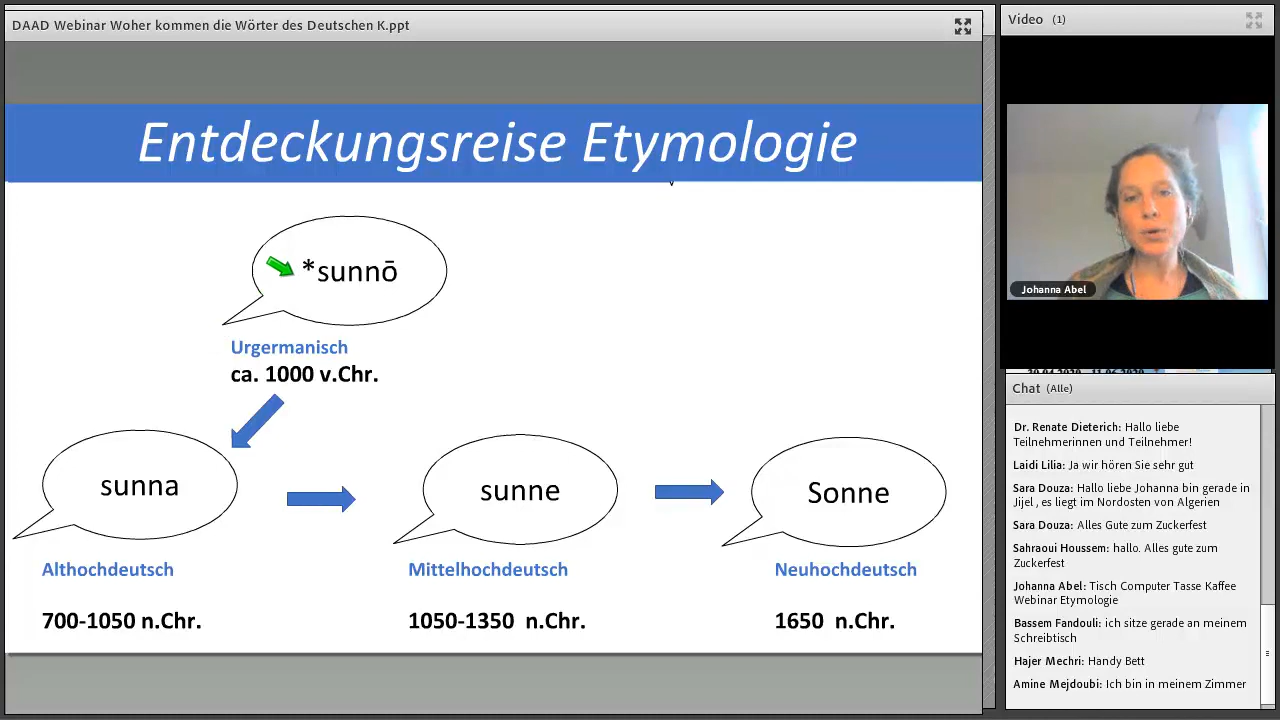 DAAD Webinar Woher kommen die Wörter des Deutschen K.ppt
Entdeckungsreise Etymologie
*sunnō
Urgermanisch
ca. 1000 v.Chr.
sunna
sunne
Sonne
Althochdeutsch
Mittelhochdeutsch
Neuhochdeutsch
700-1050 n.Chr.
1050-1350 n.Chr.
1650 n.Chr.
Video (1)
Johanna Abel
Chat (Alle)
Dr. Renate Dieterich: Hallo liebe
Teilnehmerinnen und Teilnehmer!
Laidi Lilia: Ja wir hören Sie sehr gut
Sara Douza: Hallo liebe Johanna bin gerade in
Jijel , es liegt im Nordosten von Algerien
Sara Douza: Alles Gute zum Zuckerfest
Sahraoui Houssem: hallo. Alles gute zum
Zuckerfest
Johanna Abel: Tisch Computer Tasse Kaffee
Webinar Etymologie
Bassem Fandouli: ich sitze gerade an meinem
Schreibtisch
Hajer Mechri: Handy Bett
Amine Mejdoubi: Ich bin in meinem Zimmer